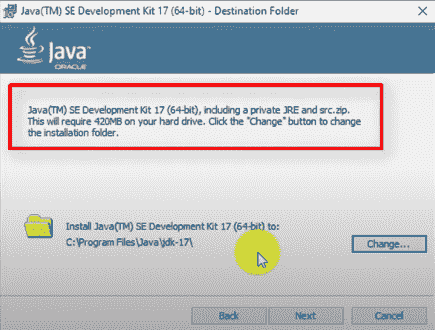 Java(TM) SE Development Kit 17 (64-bit) - Destination Folder
Java
ORACLE
Java(TM) SE Development Kit 17 (64-bit), including a private JRE and src.zip.
This will require 420MB on your hard drive. Click the "Change" button to change
the installation folder.
Install Java(TM) SE Development Kit 17 (64-bit) to:
C:\Program Files\Java\jdk-17\
Change...
Back
Next
Cancel